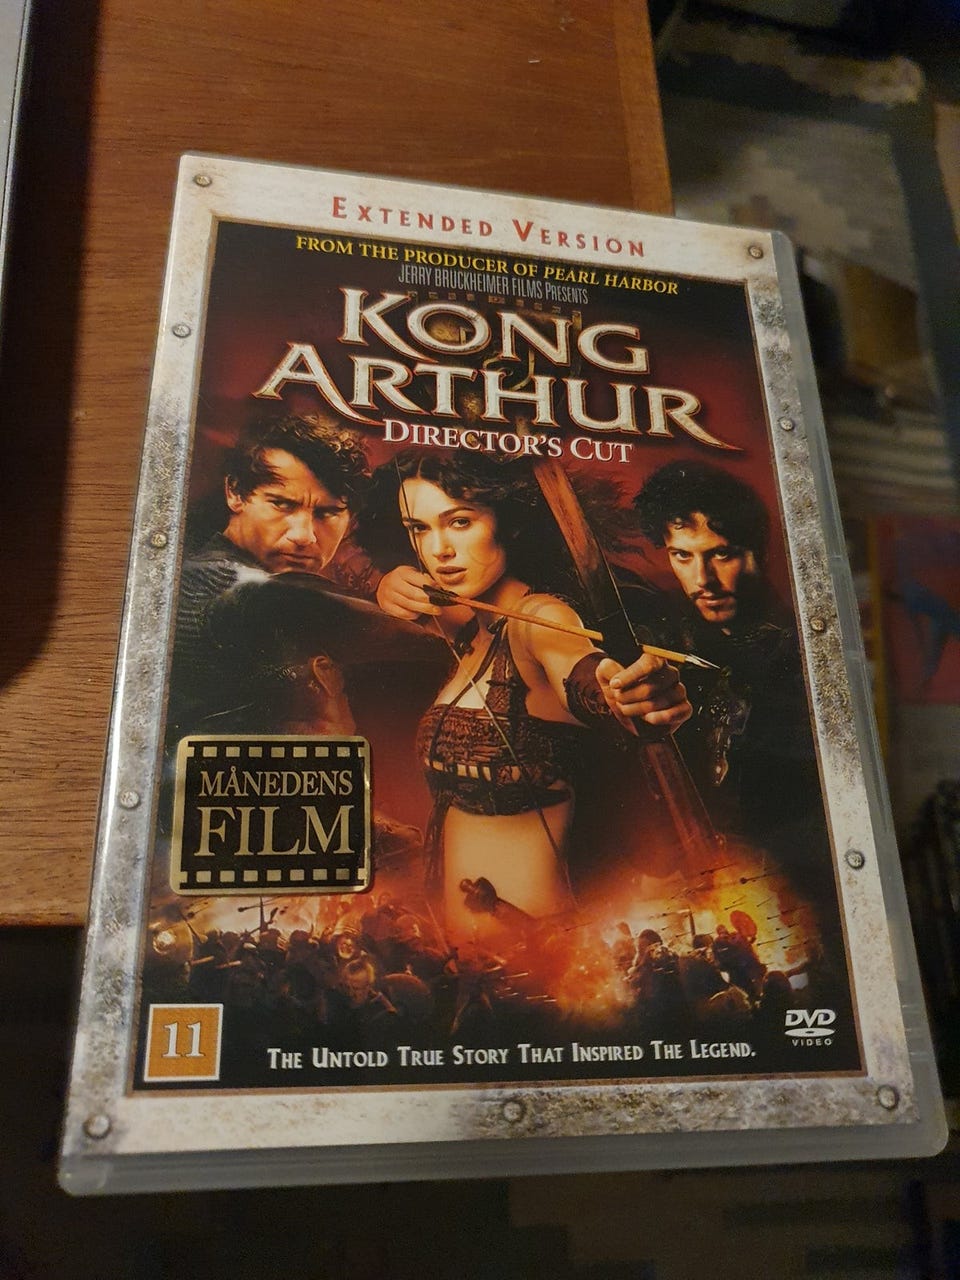 EXTENDED VERSION
FROM THE PRODUCER OF PEARL HARBOR
JERRY BRUCKHEIMER FILMS PRESENTS
KONG
ARTHUR
DIRECTOR'S CUT
MÅNEDENS
FILM
11
THE UNTOLD TRUE STORY THAT INSPIRED THE LEGEND.
DVD
VIDEO